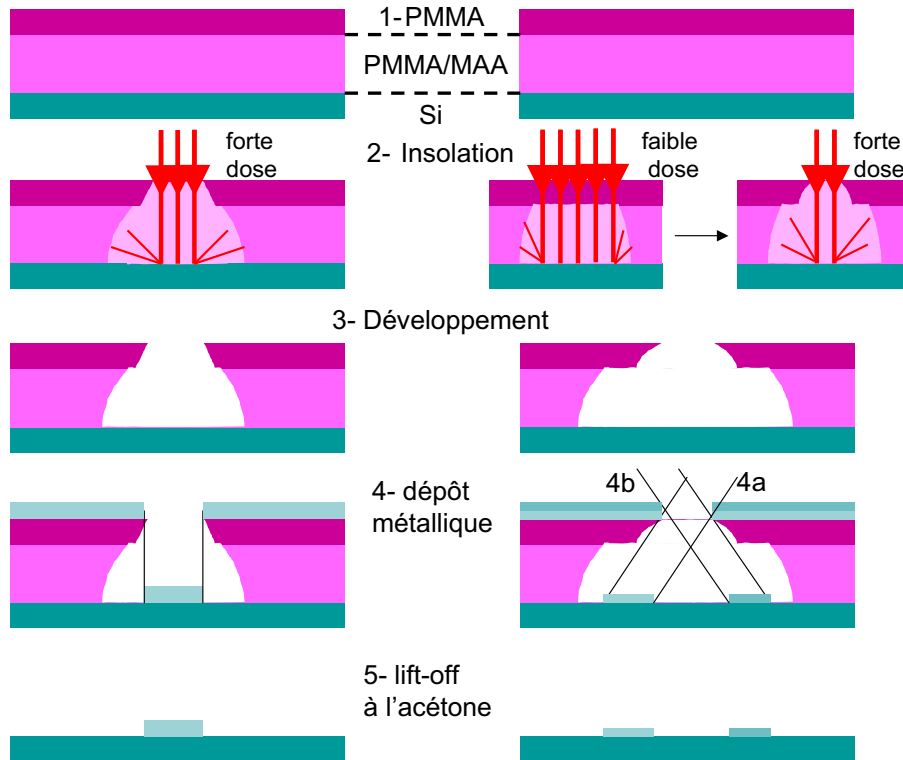 1-PMMA
PMMA/MAA
Si
2- Insolation
forte
dose
faible
dose
forte
dose
3- Développement
4- dépôt
métallique
4b
4a
5- lift-off
à l'acétone